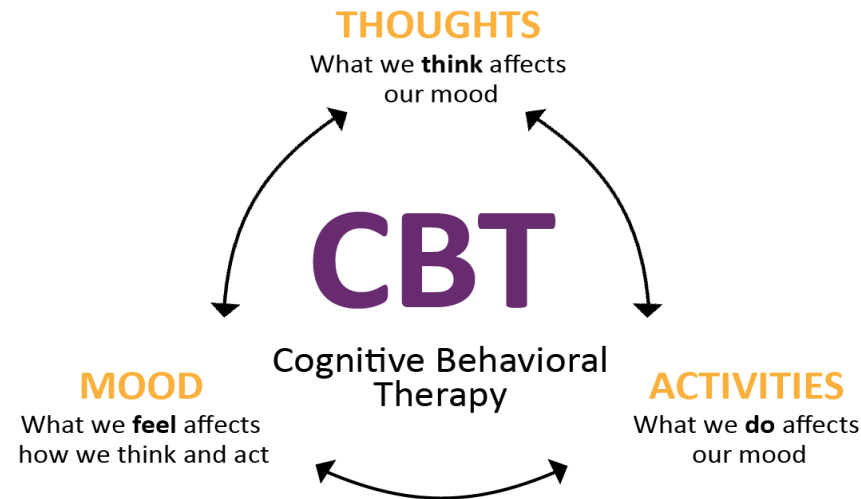 THOUGHTS
What we think affects
our mood
CBT
Cognitive Behavioral
Therapy
MOOD
What we feel affects
how we think and act
ACTIVITIES
What we do affects
our mood